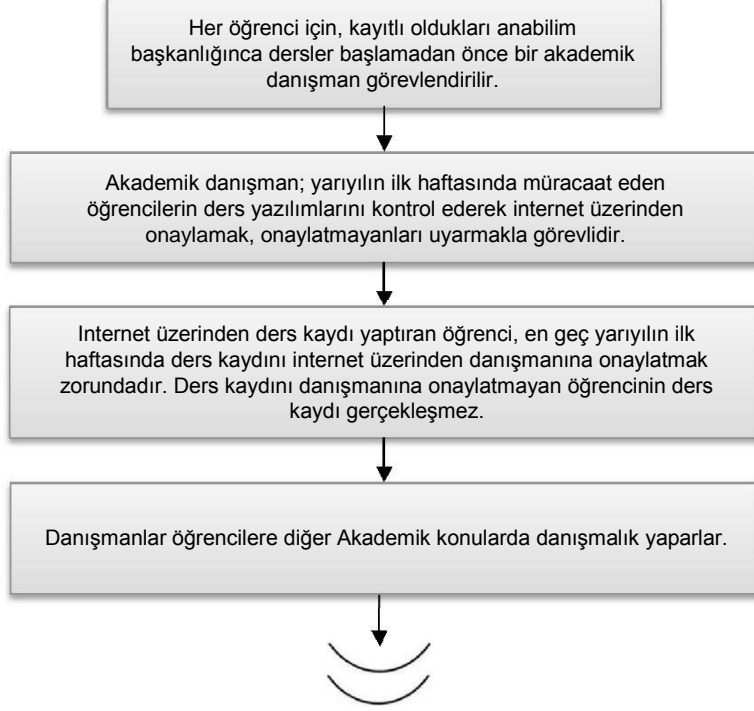 Her öğrenci için, kayıtlı oldukları anabilim
başkanlığınca dersler başlamadan önce bir akademik
danışman görevlendirilir.
Akademik danışman; yarıyılın ilk haftasında müracaat eden
öğrencilerin ders yazılımlarını kontrol ederek internet üzerinden
onaylamak, onaylatmayanları uyarmakla görevlidir.
Internet üzerinden ders kaydı yaptıran öğrenci, en geç yarıyılın ilk
haftasında ders kaydını internet üzerinden danışmanına onaylatmak
zorundadır. Ders kaydını danışmanına onaylatmayan öğrencinin ders
kaydı gerçekleşmez.
Danışmanlar öğrencilere diğer Akademik konularda danışmalık yaparlar.